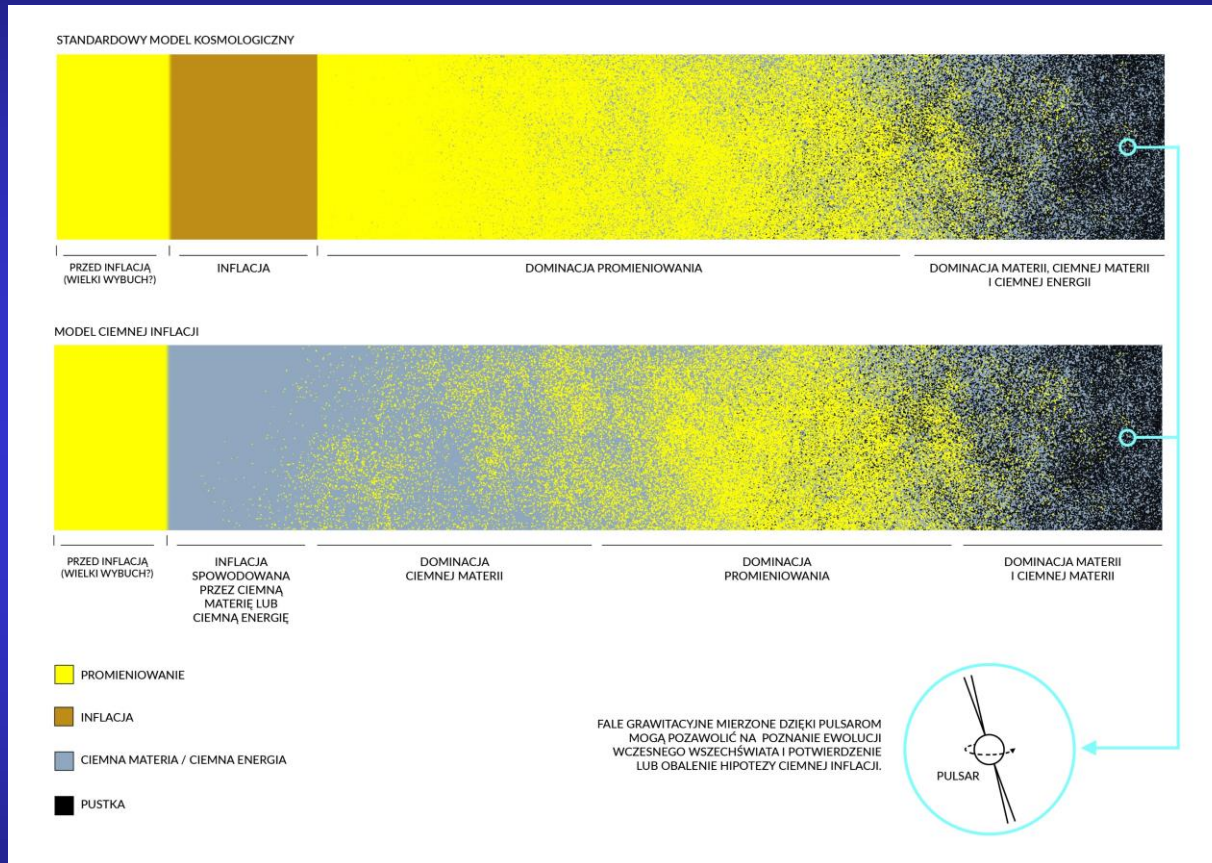 STANDARDOWY MODEL KOSMOLOGICZNY
PRZED INFLACJĄ
(WIELKI WYBUCH?)
INFLACJA
DOMINACJA PROMIENIOWANIA
DOMINACJA MATERII, CIEMNEJ MATERII
I CIEMNEJ ENERGII
MODEL CIEMNEJ INFLACJI
PRZED INFLACJĄ
(WIELKI WYBUCH?)
INFLACJA
SPOWODOWANA
PRZEZ CIEMNĄ
MATERIĘ LUB
CIEMNĄ ENERGIĘ
DOMINACJA
CIEMNEJ MATERII
DOMINACJA
PROMIENIOWANIA
DOMINACJA MATERII
I CIEMNEJ MATERII
PROMIENIOWANIE
INFLACJA
CIEMNA MATERIA / CIEMNA ENERGIA
PUSTKA
FALE GRAWITACYJNE MIERZONE DZIĘKI PULSAROM
MOGĄ POZAWOLIĆ NA POZNANIE EWOLUCJI
WCZESNEGO WSZECHŚWIATA I POTWIERDZENIE
LUB OBALENIE HIPOTEZY CIEMNEJ INFLACJI.
PULSAR